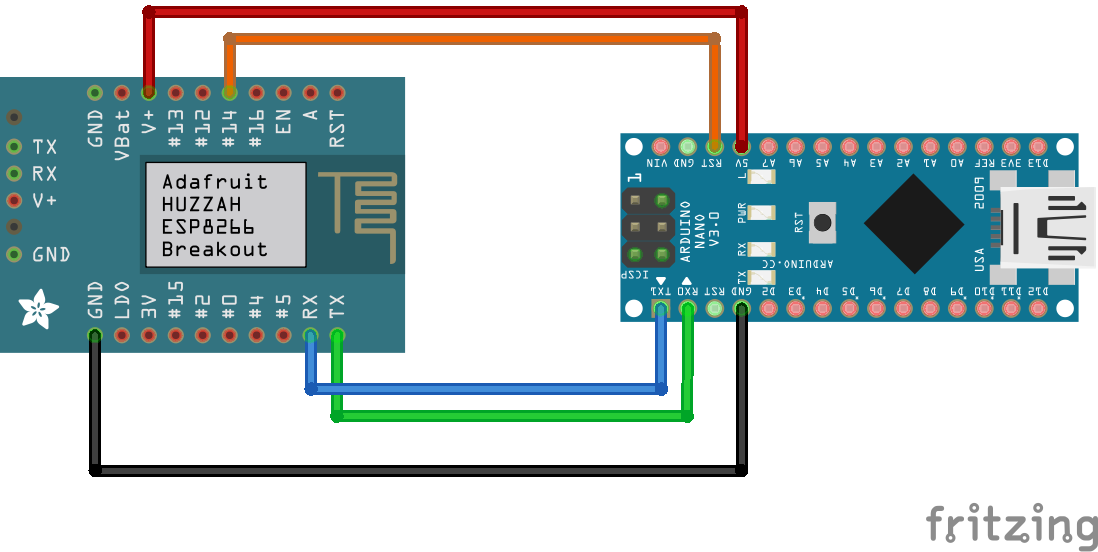 GND
VBat
V+
#13
#12
#14
#16
EN
A
RST
TX
RX
V+
GND
Adafruit
HUZZAH
ESP8266
Breakout
GND
LDO
3V
#15
#2
#0
#4
#5
RX
TX
VIN
GND
RST
5V
A7
A6
A5
A4
A3
A2
A1
A0
REF
3V3
D13
1
L
PWR
RX
TX
RST
ARDUINO
NANO
V3.0
ICSP
ARDUINO.CC
2009
USA
TX1
RX0
RST
GND
D2
D3
D4
D5
D6
D7
D8
D9
D10
D11
D12
fritzing